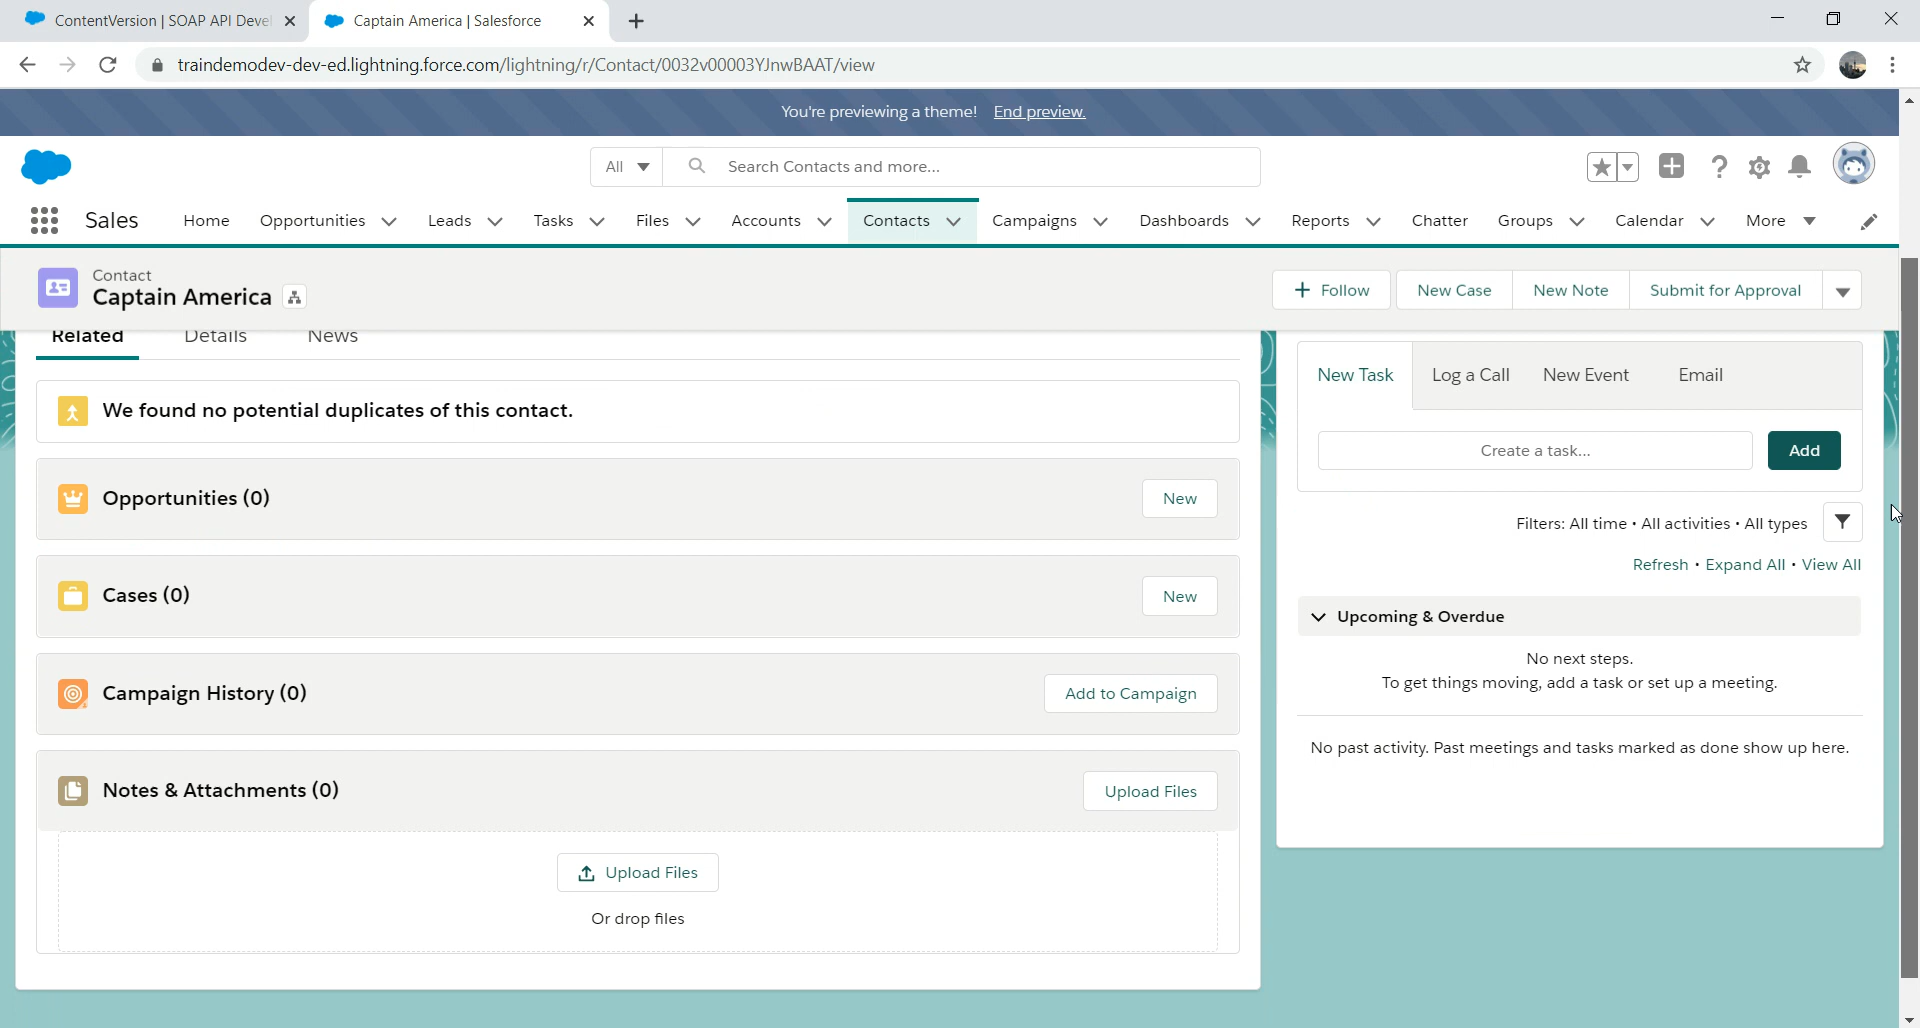 ContentVersion | SOAP API Deve
Captain America | Salesforce
traindemodev-dev-ed.lightning.force.com/lightning/r/Contact/0032v00003YJnwBAAT/view
You're previewing a theme! End preview.
All
Search Contacts and more...
Sales Home Opportunities Leads Tasks Files Accounts Contacts Campaigns Dashboards Reports Chatter Groups Calendar More
Contact
Captain America
Follow New Case New Note Submit for Approval
Related Details News
We found no potential duplicates of this contact.
Opportunities (0) New
Cases (0) New
Campaign History (0) Add to Campaign
Notes & Attachments (0) Upload Files
Upload Files
Or drop files
New Task Log a Call New Event Email
Create a task... Add
Filters: All time • All activities • All types
Refresh • Expand All • View All
Upcoming & Overdue
No next steps.
To get things moving, add a task or set up a meeting.
No past activity. Past meetings and tasks marked as done show up here.